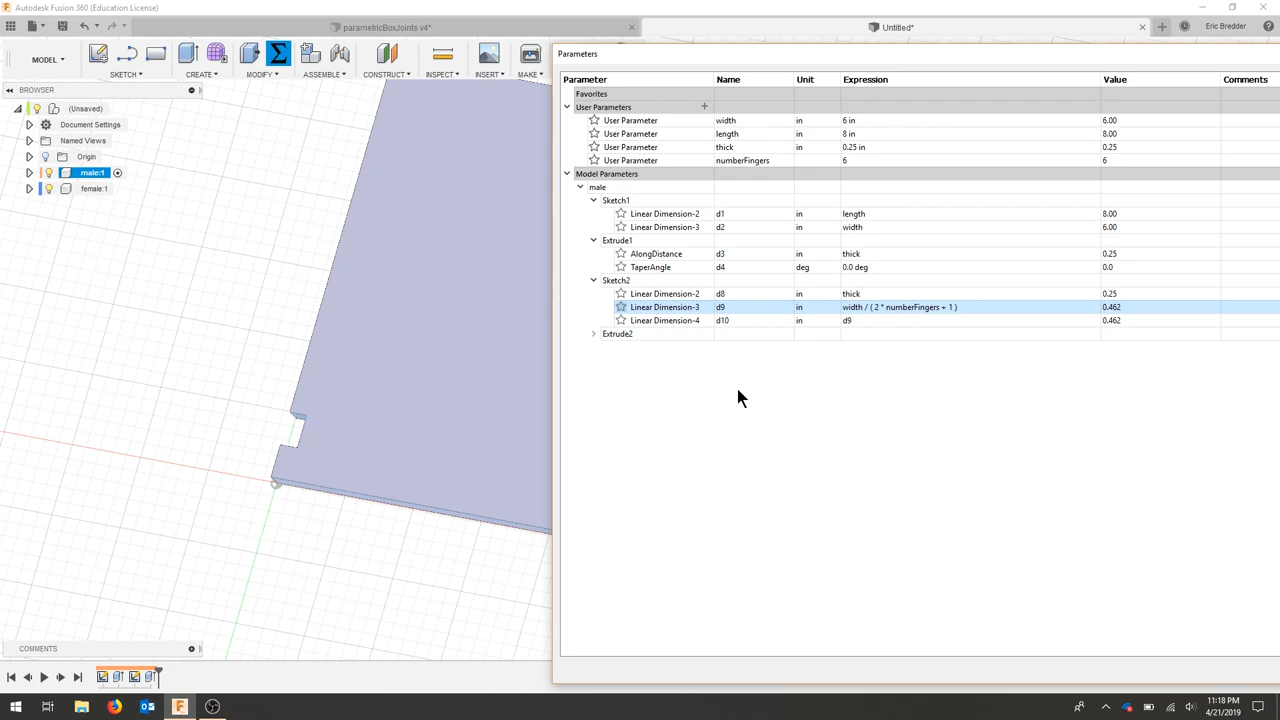 Autodesk Fusion 360 (Education License)
parametricBoxJoints v4*
Untitled*
Eric Bredder
MODEL
SKETCH
CREATE
MODIFY
ASSEMBLE
CONSTRUCT
INSPECT
INSERT
MAKE
Parameters
BROWSER
(Unsaved)
Document Settings
Named Views
Origin
male:1
female:1
Parameter Name Unit Expression Value Comments
Favorites
User Parameters
User Parameter width in 6 in 6.00
User Parameter length in 8 in 8.00
User Parameter thick in 0.25 in 0.25
User Parameter numberFingers 6 6
Model Parameters
male
Sketch1
Linear Dimension-2 d1 in length 8.00
Linear Dimension-3 d2 in width 6.00
Extrude1
AlongDistance d3 in thick 0.25
TaperAngle d4 deg 0.0 deg 0.0
Sketch2
Linear Dimension-2 d8 in thick 0.25
Linear Dimension-3 d9 in width / ( 2 * numberFingers + 1 ) 0.462
Linear Dimension-4 d10 in d9 0.462
Extrude2
COMMENTS
11:18 PM
4/21/2019